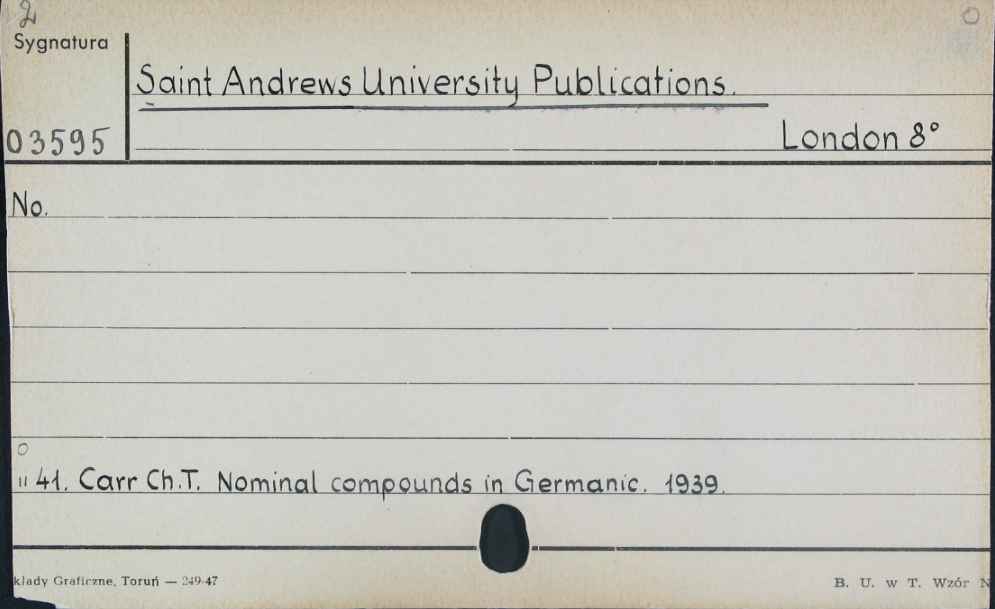 2
Sygnatura
Saint Andrews University Publications.
03595
London 8°
No.
" 41. Carr Ch.T. Nominal compounds in Germanic. 1939.
kłady Graficzne, Toruń — 249-47
B. U. w T. Wzór N